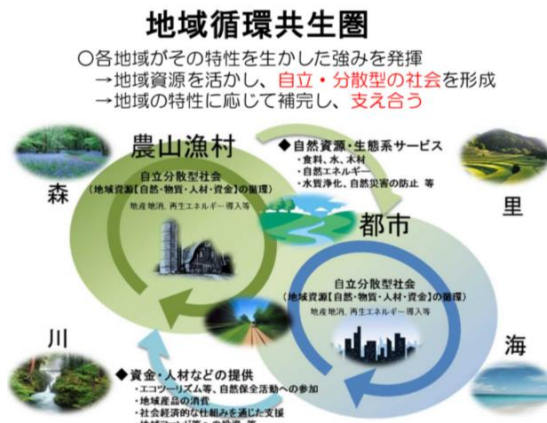 地域循環共生圏
○各地域がその特性を生かした強みを発揮
→地域資源を活かし、自立・分散型の社会を形成
→地域の特性に応じて補完し、支え合う
農山漁村
自立分散型社会
(地域資源【自然・物質・人材・資金】の循環)
地産地消、再生エネルギー導入等
◆自然資源・生態系サービス
・食料、水、木材
・自然エネルギー
・水質浄化、自然災害の防止 等
森
里
都市
自立分散型社会
(地域資源【自然・物質・人材・資金】の循環)
地産地消、再生エネルギー導入等
川
海
◆資金・人材などの提供
・エコツーリズム等、自然保全活動への参加
・地域産品の消費
・社会経済的な仕組みを通じた支援